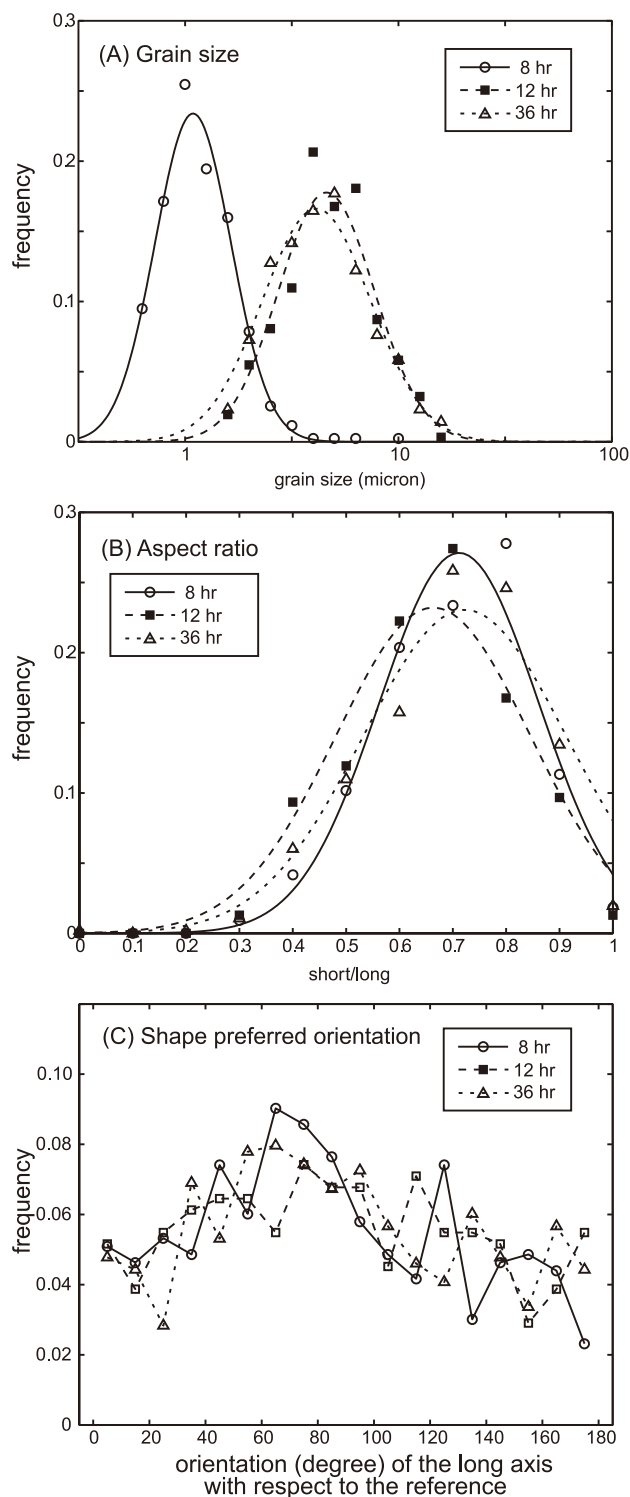 0.3
(A) Grain size
8 hr
12 hr
36 hr
0.2
frequency
0.1
0
1
10
100
grain size (micron)
0.3
(B) Aspect ratio
8 hr
12 hr
36 hr
0.2
frequency
0.1
0
0.0 0.1 0.2 0.3 0.4 0.5 0.6 0.7 0.8 0.9 1
short/long
(C) Shape preferred orientation
8 hr
12 hr
36 hr
0.10
0.08
frequency
0.06
0.04
0.02
0
0 20 40 60 80 100 120 140 160 180
orientation (degree) of the long axis
with respect to the reference